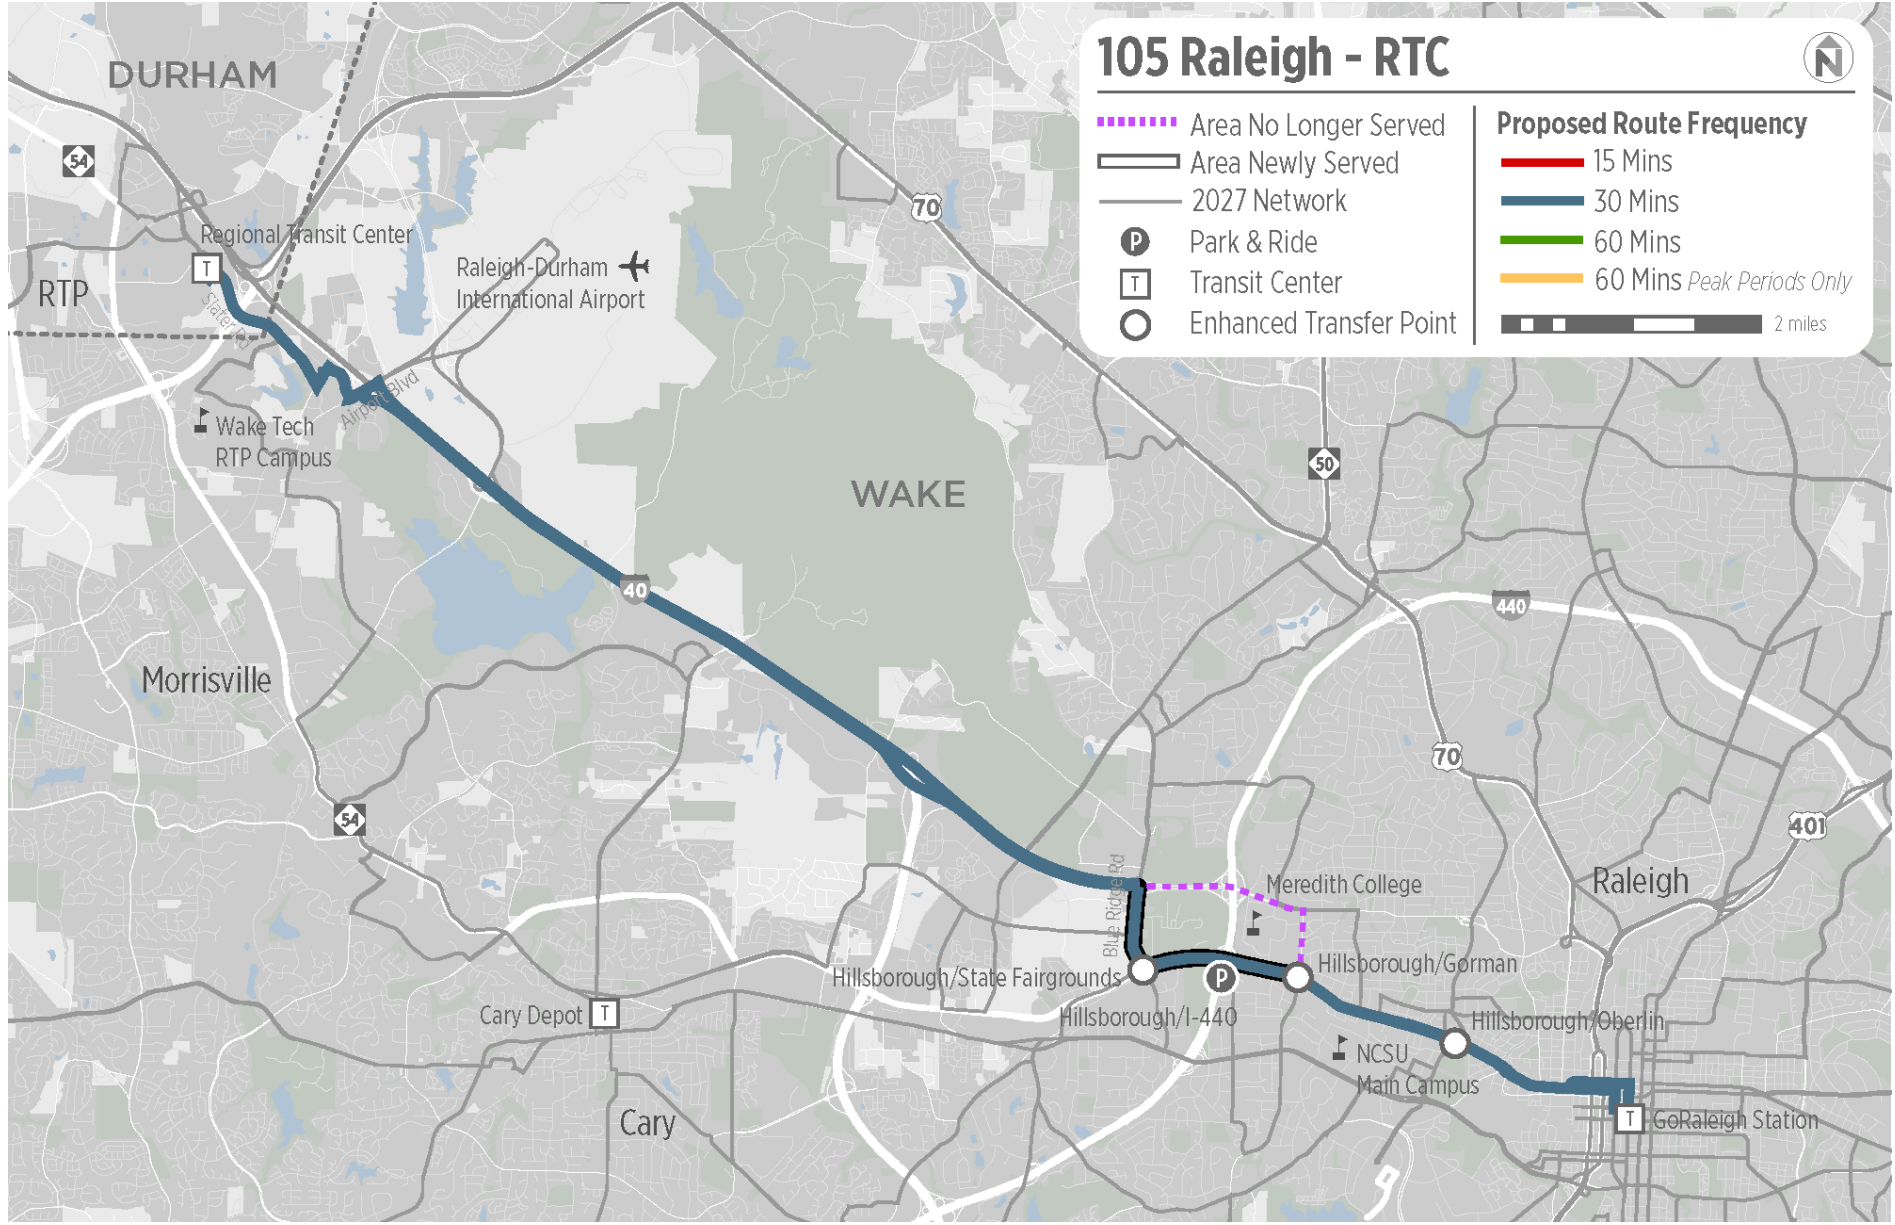 105 Raleigh - RTC
N
Area No Longer Served
Area Newly Served
2027 Network
P Park & Ride
T Transit Center
Enhanced Transfer Point
Proposed Route Frequency
15 Mins
30 Mins
60 Mins
60 Mins Peak Periods Only
2 miles
DURHAM
54
70
Regional Transit Center
T
RTP
Slater Rd
Raleigh-Durham
International Airport
Airport Blvd
Wake Tech
RTP Campus
50
WAKE
40
440
Morrisville
70
54
401
Blue Ridge Rd
Meredith College
Raleigh
Hillsborough/State Fairgrounds
P
Hillsborough/Gorman
Cary Depot T
Hillsborough/I-440
Hillsborough/Oberlin
NCSU
Main Campus
Cary
T GoRaleigh Station